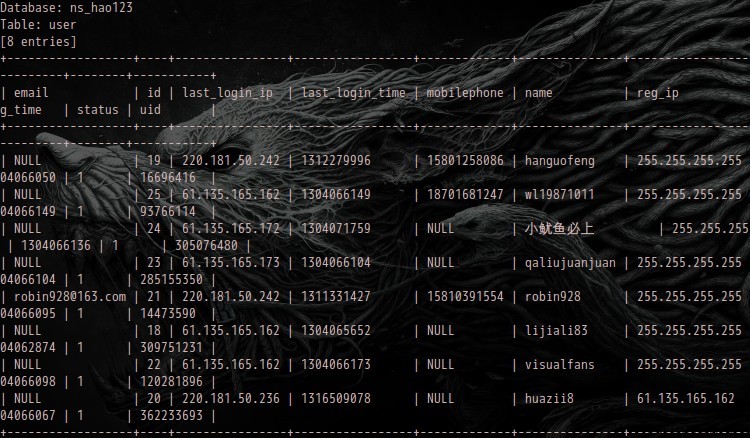 Database: ns_hao123
Table: user
[8 entries]
+-----------------+----+----------------+-----------------+-------------+--------------+----------------
---------+--------+-----------+
| email | id | last_login_ip | last_login_time | mobilephone | name | reg_ip
g_time | status | uid |
+-----------------+----+----------------+-----------------+-------------+--------------+----------------
---------+--------+-----------+
| NULL | 19 | 220.181.50.242 | 1312279996 | 15801258086 | hanguofeng | 255.255.255.255
04066050 | 1 | 16696416 |
| NULL | 25 | 61.135.165.162 | 1304066149 | 18701681247 | wl19871011 | 255.255.255.255
04066149 | 1 | 93766114 |
| NULL | 24 | 61.135.165.172 | 1304071759 | NULL | 小鱿鱼必上 | 255.255.255
| 1304066136 | 1 | 305076480 |
| NULL | 23 | 61.135.165.173 | 1304066104 | NULL | qaliujuanjuan | 255.255.255.255
04066104 | 1 | 285155350 |
| robin928@163.com | 21 | 220.181.50.242 | 1311331427 | 15810391554 | robin928 | 255.255.255.255
04066095 | 1 | 14473590 |
| NULL | 18 | 61.135.165.162 | 1304065652 | NULL | lijiali83 | 255.255.255.255
04062874 | 1 | 309751231 |
| NULL | 22 | 61.135.165.162 | 1304066173 | NULL | visualfans | 255.255.255.255
04066098 | 1 | 120281896 |
| NULL | 20 | 220.181.50.236 | 1316509078 | NULL | huazii8 | 61.135.165.162
04066067 | 1 | 362233693 |
+-----------------+----+----------------+-----------------+-------------+--------------+----------------